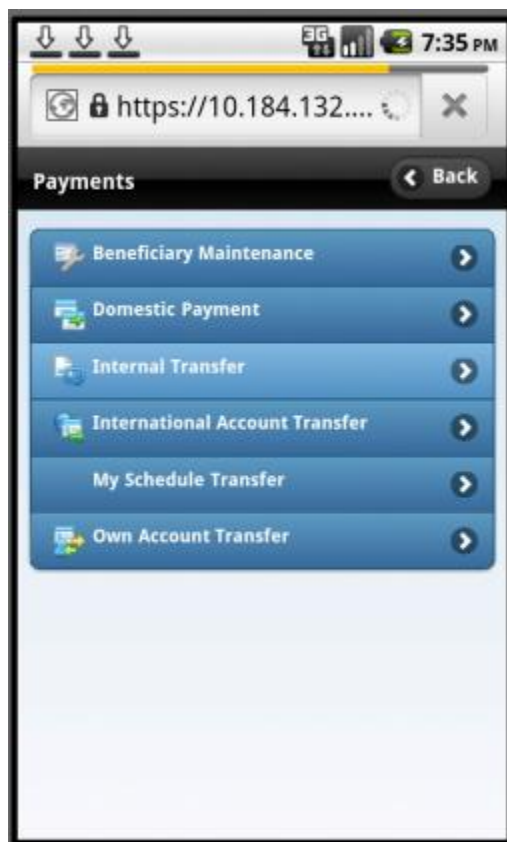 3G 7:35 PM
https://10.184.132....
Payments Back
Beneficiary Maintenance
Domestic Payment
Internal Transfer
International Account Transfer
My Schedule Transfer
Own Account Transfer